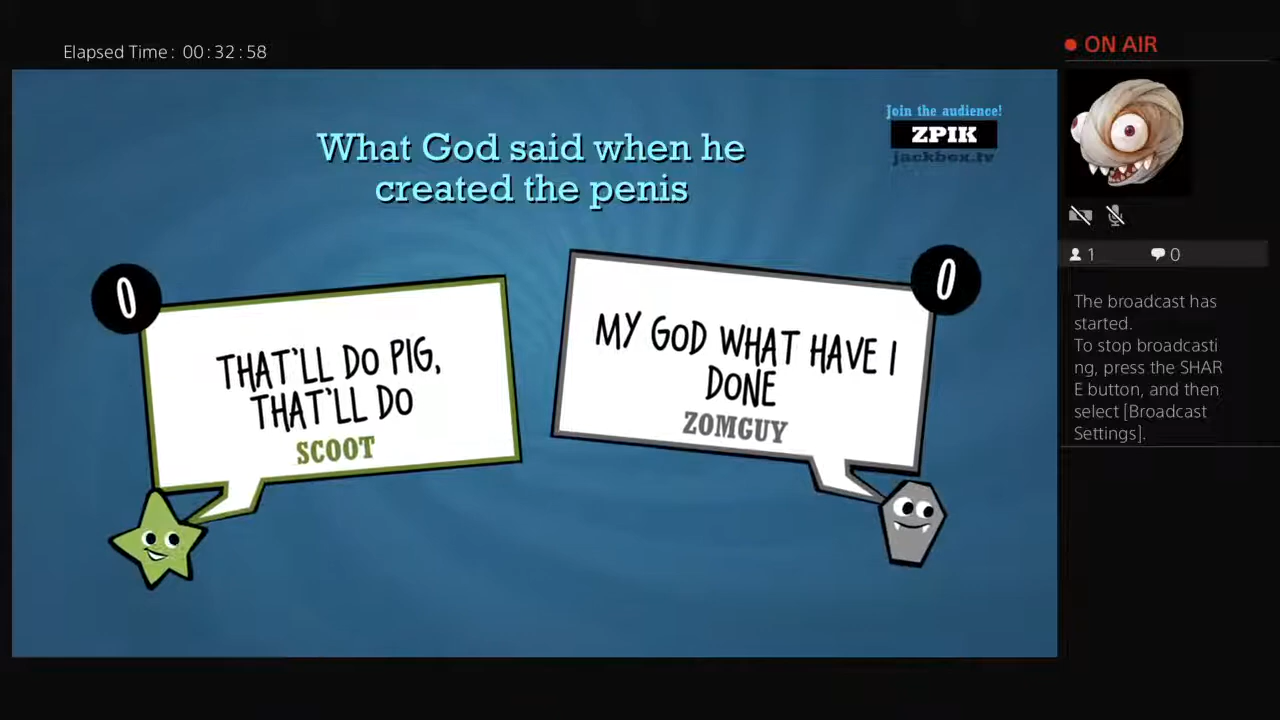 Elapsed Time: 00:32:58
ON AIR
What God said when he
created the penis
Join the audience!
ZPIK
jackbox.tv
0
THAT'LL DO PIG,
THAT'LL DO
SCOOT
0
MY GOD WHAT HAVE I
DONE
ZOMGUY
1
0
The broadcast has
started.
To stop broadcasti
ng, press the SHAR
E button, and then
select [Broadcast
Settings].